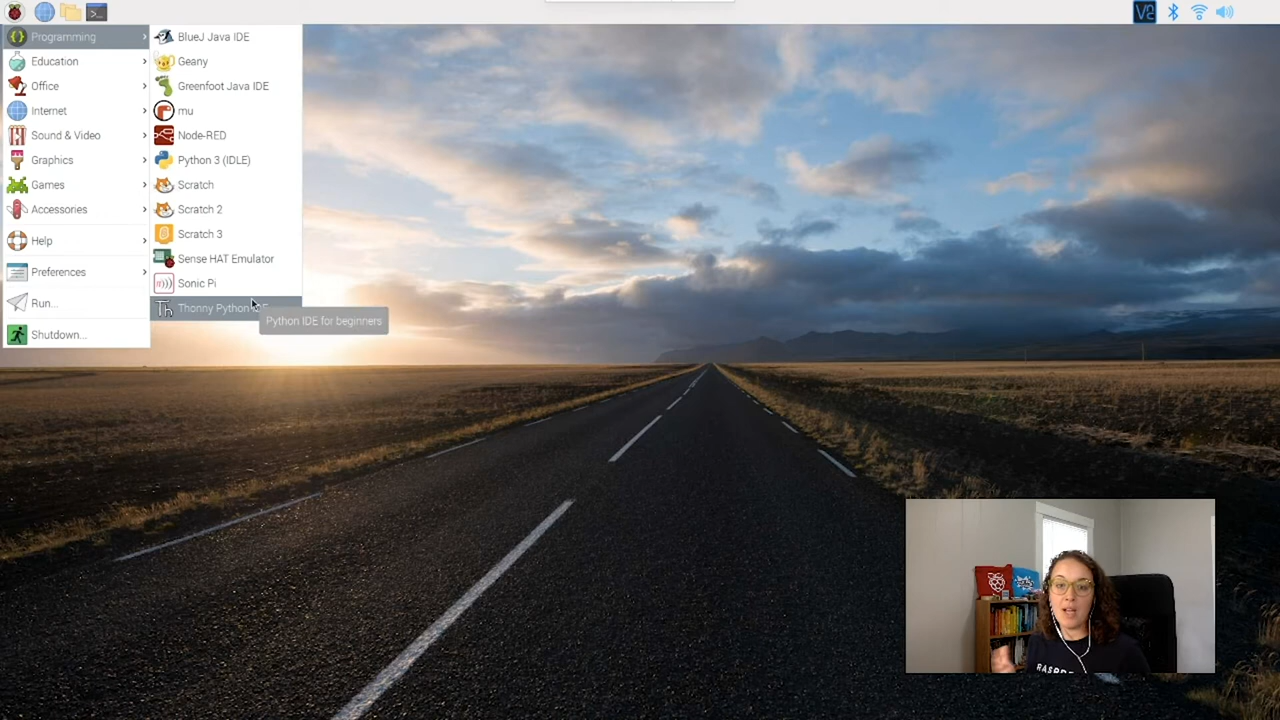 Programming
Education
Office
Internet
Sound & Video
Graphics
Games
Accessories
Help
Preferences
Run...
Shutdown...
BlueJ Java IDE
Geany
Greenfoot Java IDE
mu
Node-RED
Python 3 (IDLE)
Scratch
Scratch 2
Scratch 3
Sense HAT Emulator
Sonic Pi
Th Thonny Python
Python IDE for beginners